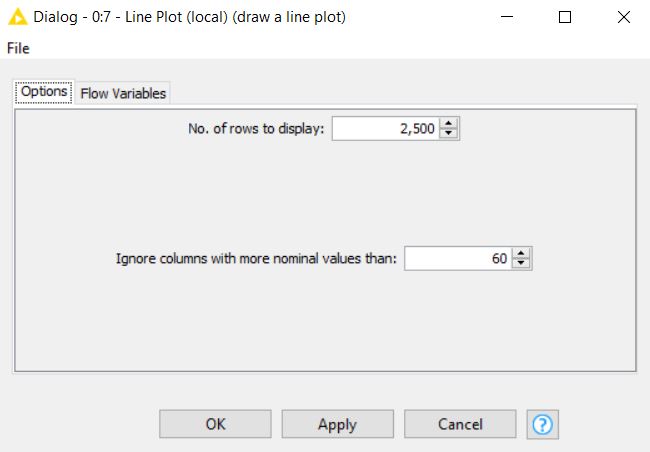 Dialog - 0:7 - Line Plot (local) (draw a line plot)
File
Options Flow Variables
No. of rows to display: 2,500
Ignore columns with more nominal values than: 60
OK Apply Cancel ?